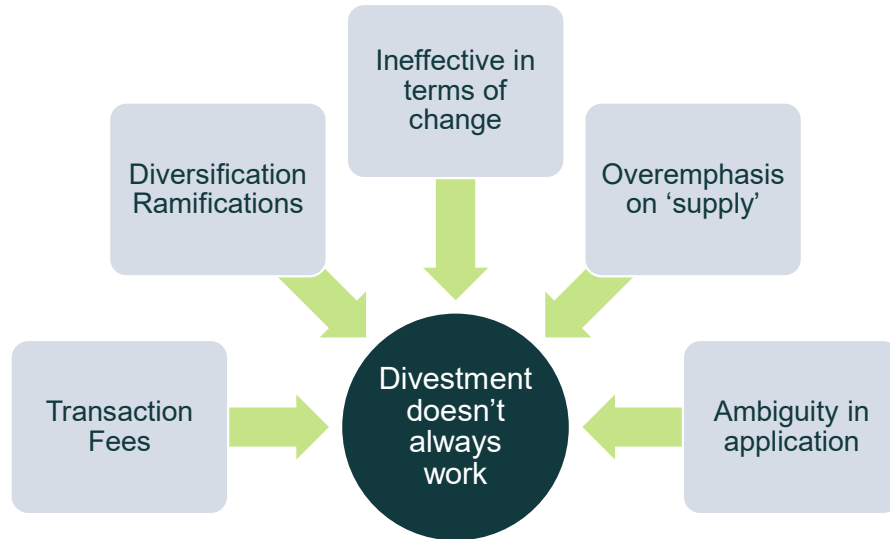 Ineffective in
terms of
change
Diversification
Ramifications
Overemphasis
on ‘supply’
Transaction
Fees
Divestment
doesn’t
always
work
Ambiguity in
application